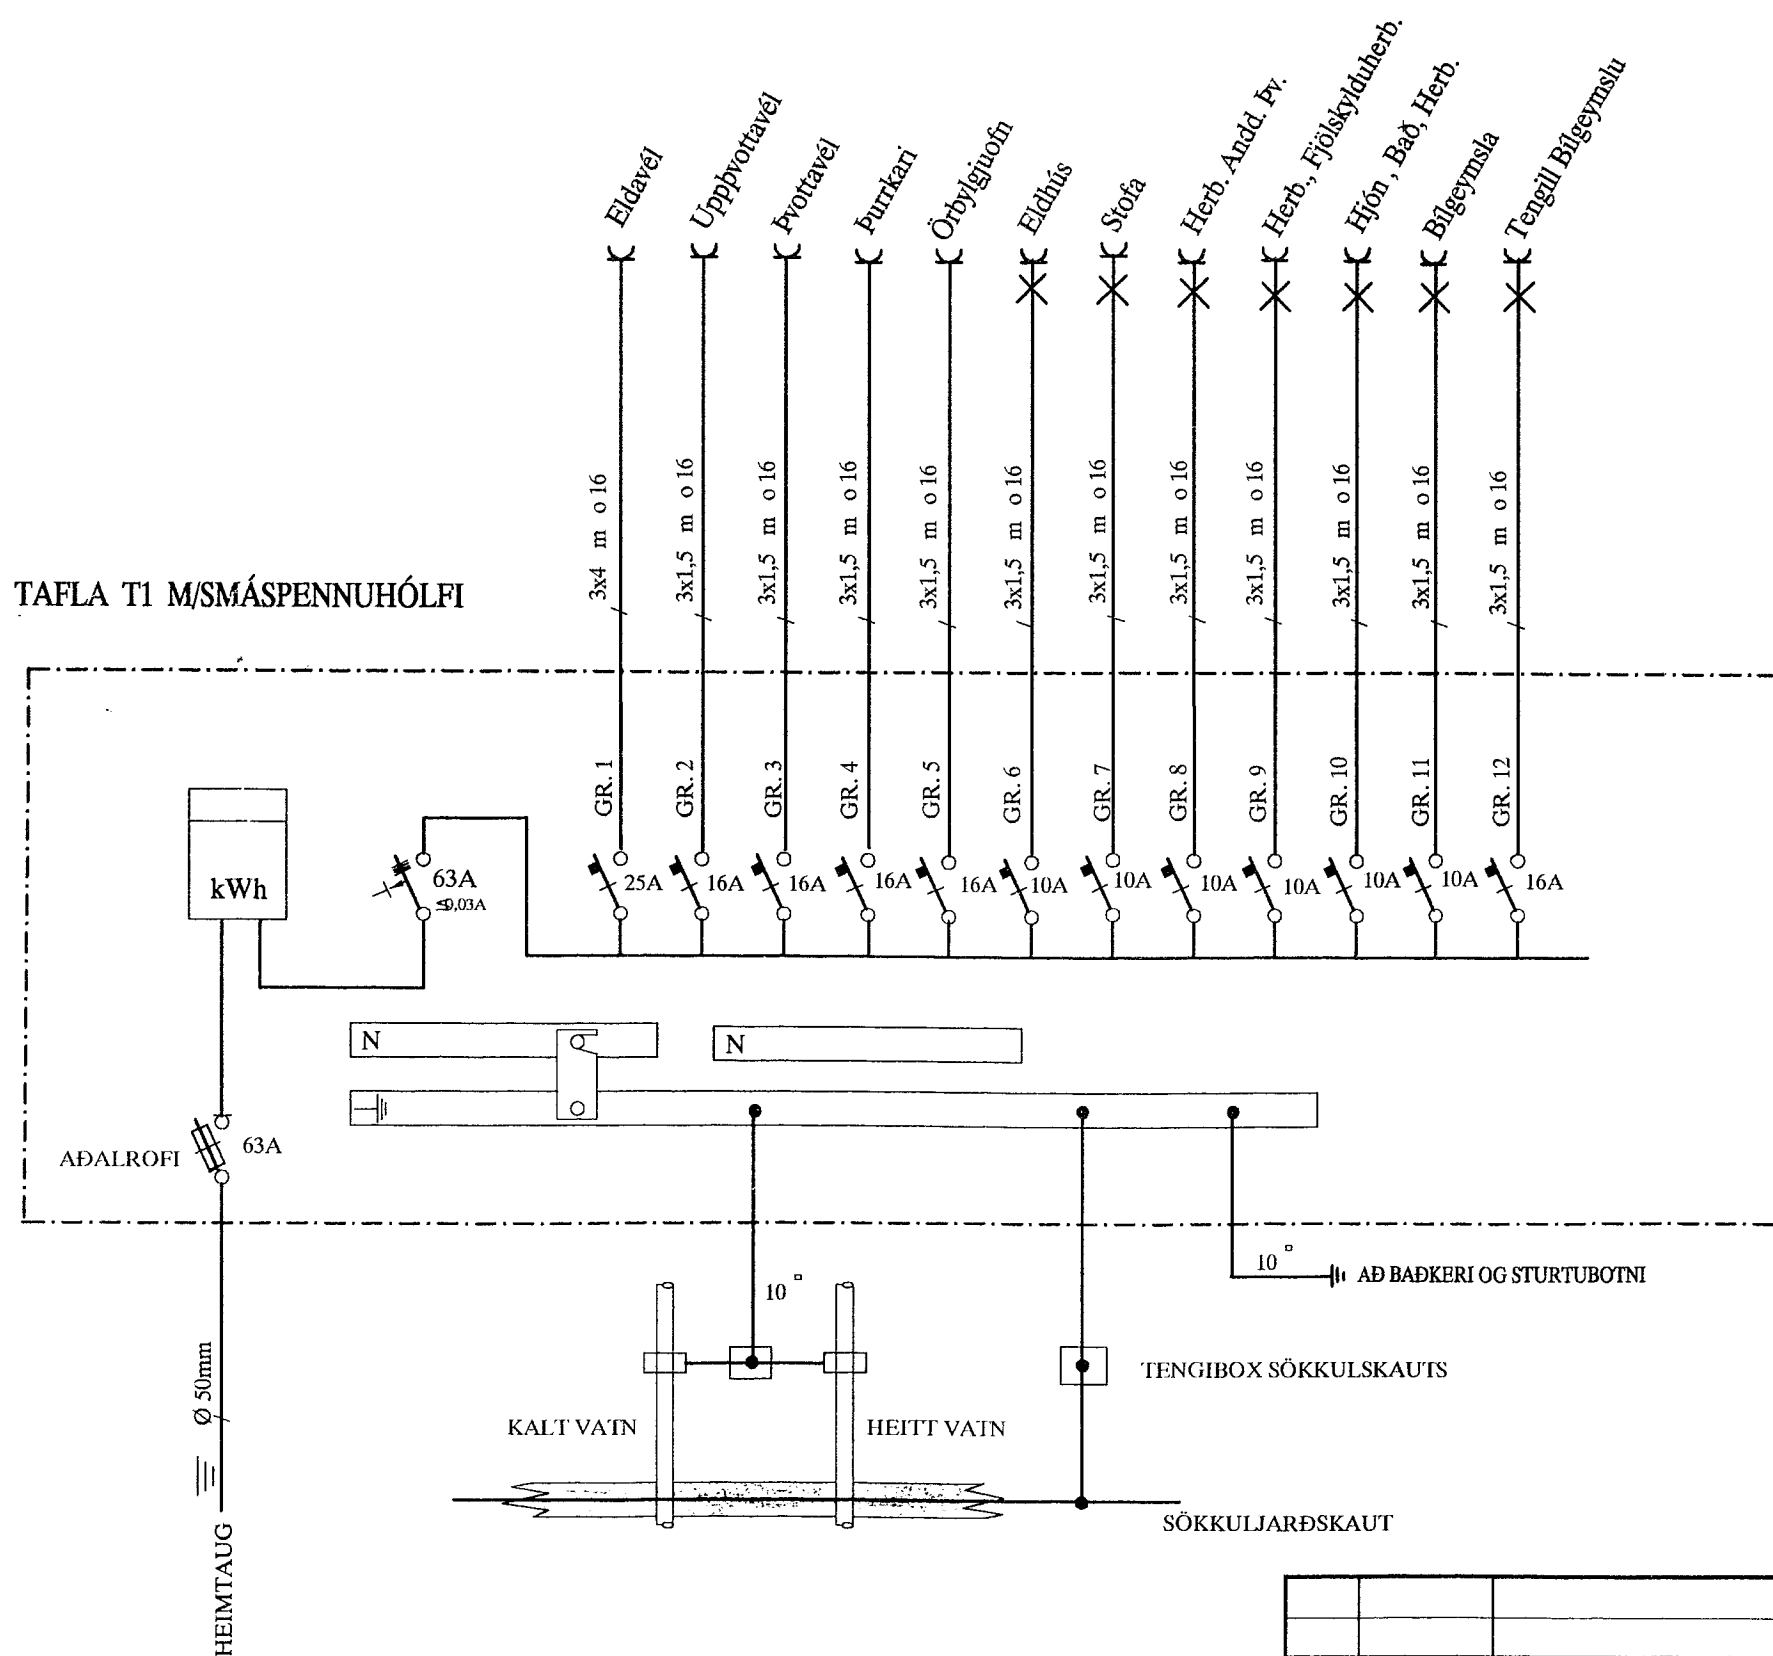 Eldavél
Uppþvottavél
Þvottavél
Þurrkari
Örbylgjuofn
Eldhús
Stofa
Herb. Andd. Þv.
Herb., Fjölskylduherb.
Hjón , Bað, Herb.
Bílgeymsla
Tengill Bílgeymslu
3x4 m o 16
3x1,5 m o 16
3x1,5 m o 16
3x1,5 m o 16
3x1,5 m o 16
3x1,5 m o 16
3x1,5 m o 16
3x1,5 m o 16
3x1,5 m o 16
3x1,5 m o 16
3x1,5 m o 16
3x1,5 m o 16
TAFLA T1 M/SMÁSPENNUHÓLFI
GR. 1
GR. 2
GR. 3
GR. 4
GR. 5
GR. 6
GR. 7
GR. 8
GR. 9
GR. 10
GR. 11
GR. 12
kWh
63A
≤0,03A
25A
16A
16A
16A
16A
10A
10A
10A
10A
10A
10A
16A
N
N
AÐALROFI
63A
10 □
AÐ BAÐKERI OG STURTUBOTNI
10 □
Ø 50mm
TENGIBOX SÖKKULSKAUTS
KALT VATN
HEITT VATN
SÖKKULJARÐSKAUT
HEIMTAUG